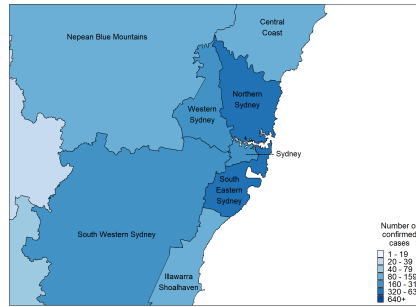 Central
Coast
Nepean Blue Mountains
Northern
Sydney
Western
Sydney
Sydney
South
Eastern
Sydney
South Western Sydney
Illawarra
Shoalhaven
Number o
confirmed
cases
1 - 19
20 - 39
40 - 79
80 - 159
160 - 31
320 - 63
640+